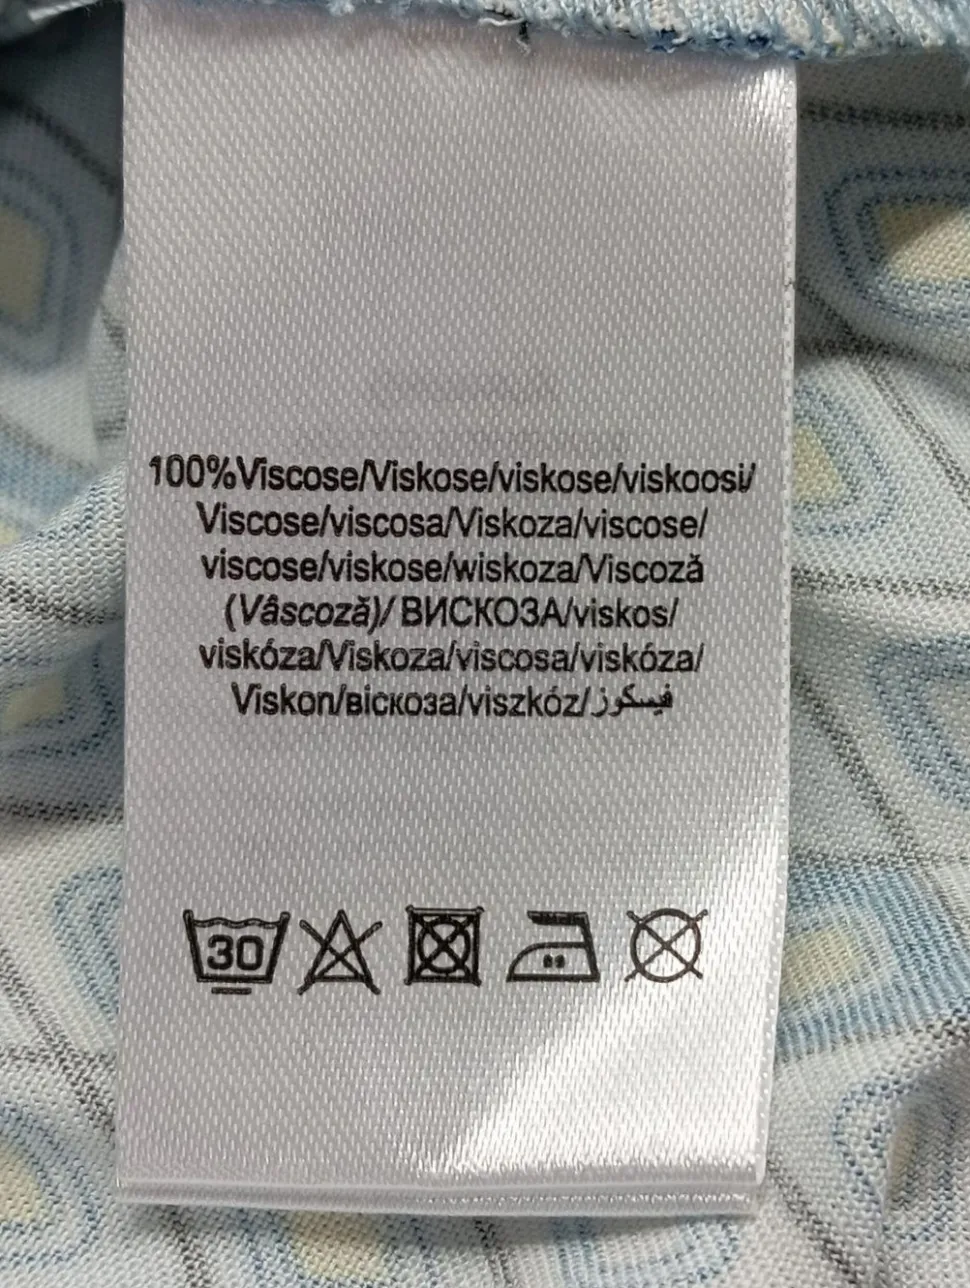 100%Viscose/Viskose/viskose/viskoosi/
Viscose/viscosa/Viskoza/viscose/
viscose/viskose/wiskoza/Viscoză
(Vâscoză)/ ВИСКОЗА/viskos/
viskóza/Viskoza/viscosa/viskóza/
Viskon/віскоза/viszkóz/فيسكوز
30